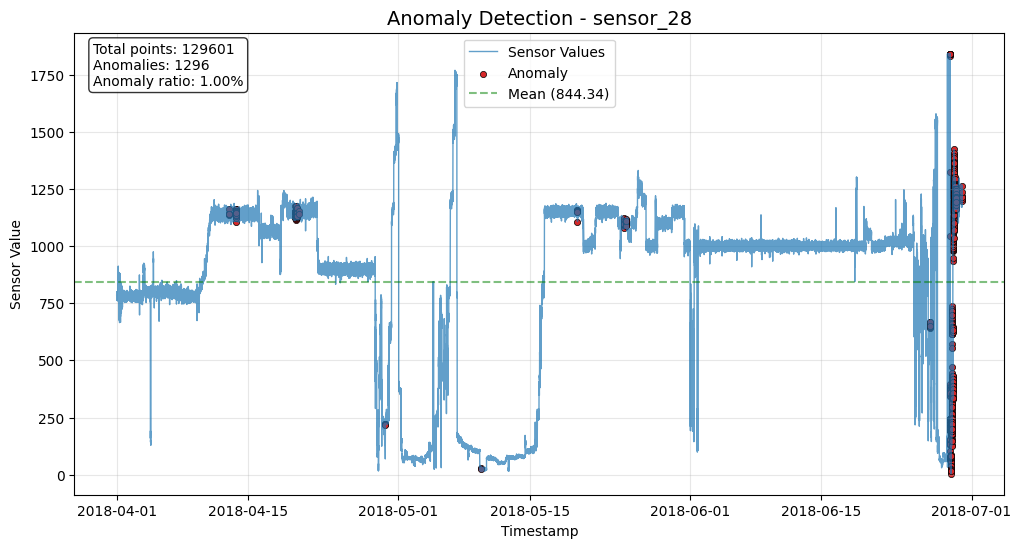 Anomaly Detection - sensor_28
Total points: 129601
Anomalies: 1296
Anomaly ratio: 1.00%
Sensor Values
Anomaly
Mean (844.34)
Sensor Value
1750
1500
1250
1000
750
500
250
0
2018-04-01
2018-04-15
2018-05-01
2018-05-15
2018-06-01
2018-06-15
2018-07-01
Timestamp